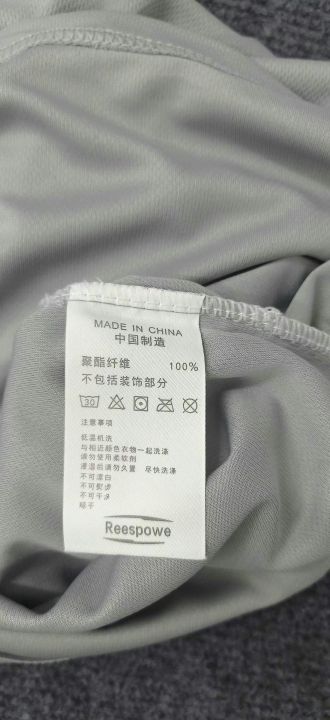 MADE IN CHINA
中国制造
聚酯纤维 100%
不包括装饰部分
30
注意事项
低温机洗
与相近颜色衣物一起洗涤
请勿使用柔软剂
浸湿后请勿久置 尽快洗涤
不可漂白
不可熨烫
不可干洗
晾干
Reespowe